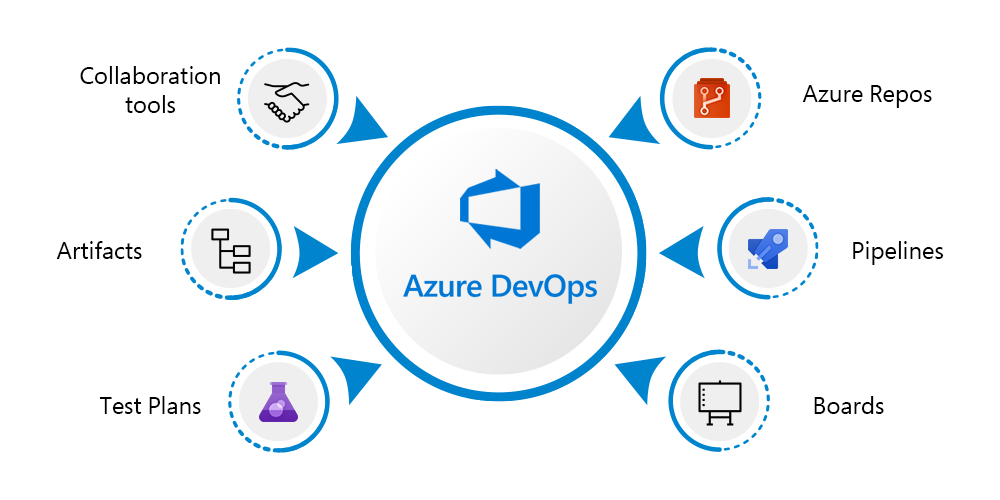 Collaboration
tools
Azure Repos
Artifacts
Azure DevOps
Pipelines
Test Plans
Boards